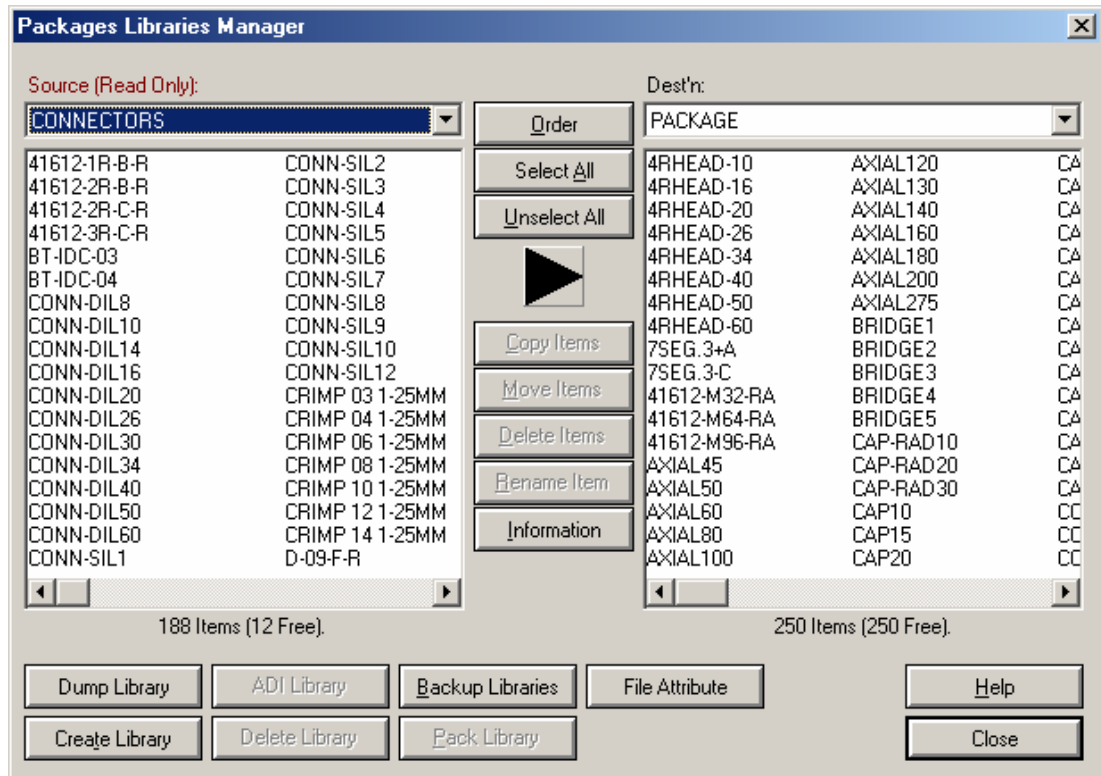 Packages Libraries Manager
Source (Read Only):
CONNECTORS
41612-1R-B-R
41612-2R-B-R
41612-2R-C-R
41612-3R-C-R
BT-IDC-03
BT-IDC-04
CONN-DIL8
CONN-DIL10
CONN-DIL14
CONN-DIL16
CONN-DIL20
CONN-DIL26
CONN-DIL30
CONN-DIL34
CONN-DIL40
CONN-DIL50
CONN-DIL60
CONN-SIL1
CONN-SIL2
CONN-SIL3
CONN-SIL4
CONN-SIL5
CONN-SIL6
CONN-SIL7
CONN-SIL8
CONN-SIL9
CONN-SIL10
CONN-SIL12
CRIMP 03 1-25MM
CRIMP 04 1-25MM
CRIMP 06 1-25MM
CRIMP 08 1-25MM
CRIMP 10 1-25MM
CRIMP 12 1-25MM
CRIMP 14 1-25MM
D-09-F-R
188 Items (12 Free).
Order
Select All
Unselect All
Copy Items
Move Items
Delete Items
Rename Item
Information
Dest'n:
PACKAGE
4RHEAD-10
4RHEAD-16
4RHEAD-20
4RHEAD-26
4RHEAD-34
4RHEAD-40
4RHEAD-50
4RHEAD-60
7SEG.3+A
7SEG.3-C
41612-M32-RA
41612-M64-RA
41612-M96-RA
AXIAL45
AXIAL50
AXIAL60
AXIAL80
AXIAL100
AXIAL120
AXIAL130
AXIAL140
AXIAL160
AXIAL180
AXIAL200
AXIAL275
BRIDGE1
BRIDGE2
BRIDGE3
BRIDGE4
BRIDGE5
CAP-RAD10
CAP-RAD20
CAP-RAD30
CAP10
CAP15
CAP20
250 Items (250 Free).
Dump Library
ADI Library
Backup Libraries
File Attribute
Help
Create Library
Delete Library
Pack Library
Close